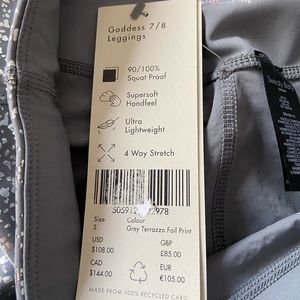 Goddess 7/8
Leggings
90/100%
Squat Proof
Supersoft
Handfeel
Ultra
Lightweight
4 Way Stretch
Size
S
Colour
Grey Terrazzo Foil Print
USD
$108.00
GBP
£85.00
CAD
$144.00
EUR
€105.00
MADE FROM 100% RECYCLED CARD
Sweaty Betty